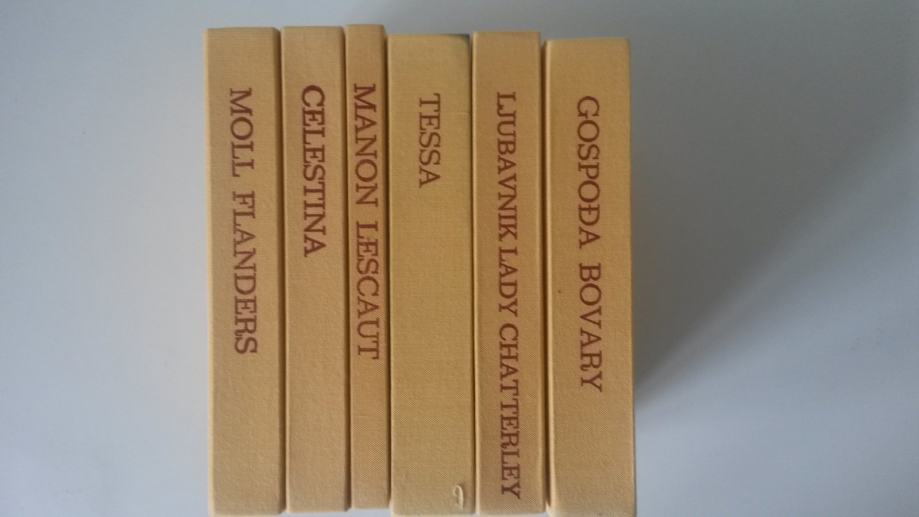 MOLL FLANDERS
CELESTINA
MANON LESCAUT
TESSA
LJUBAVNIK LADY CHATTERLEY
GOSPOĐA BOVARY